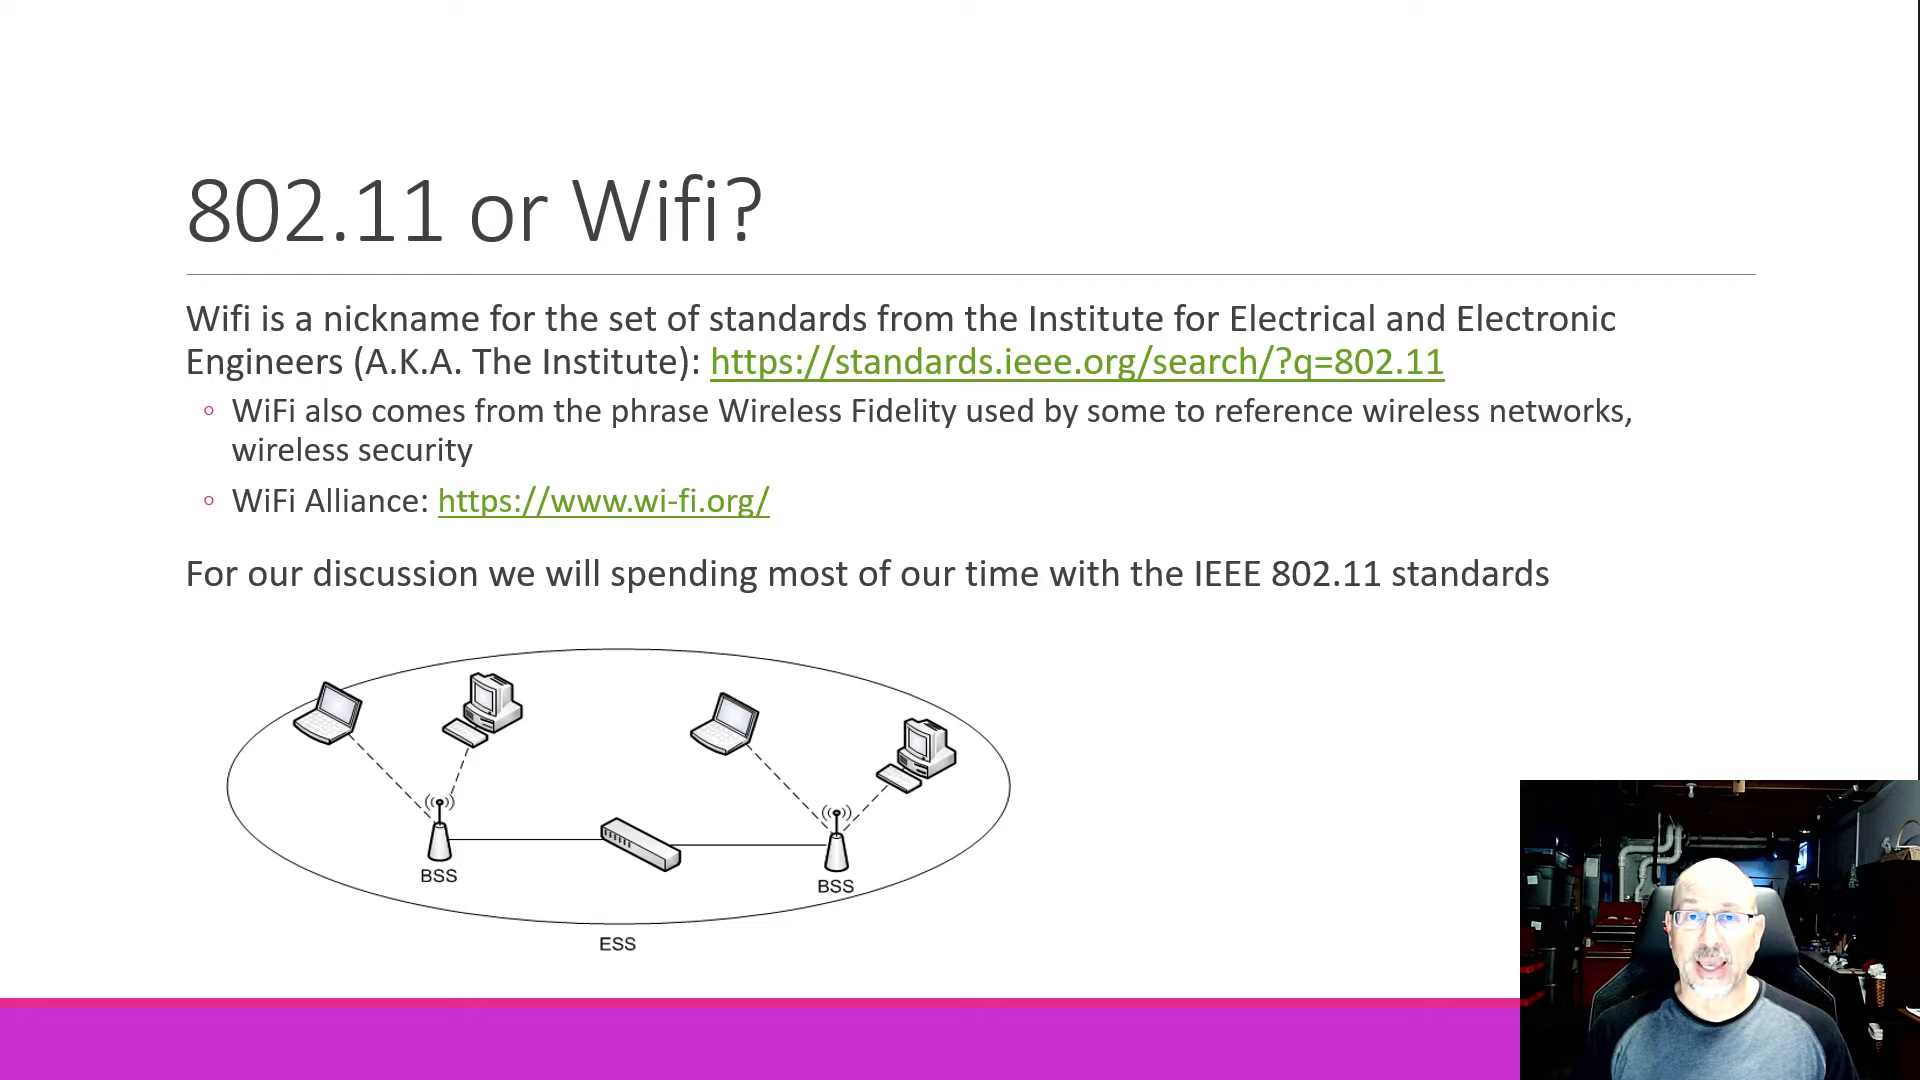 802.11 or Wifi?
Wifi is a nickname for the set of standards from the Institute for Electrical and Electronic
Engineers (A.K.A. The Institute): https://standards.ieee.org/search/?q=802.11
◦ WiFi also comes from the phrase Wireless Fidelity used by some to reference wireless networks,
wireless security
◦ WiFi Alliance: https://www.wi-fi.org/
For our discussion we will spending most of our time with the IEEE 802.11 standards
BSS
BSS
ESS